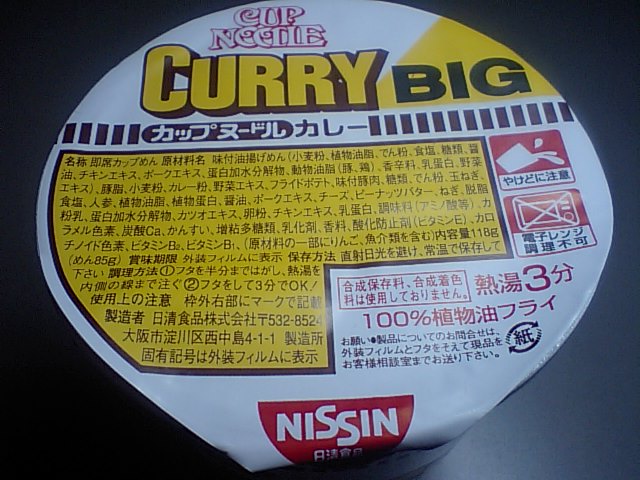 CUP
NOODLE
CURRY BIG
カップヌードル カレー
名称 即席カップめん 原材料名 味付油揚げめん(小麦粉、植物油脂、でん粉、食塩、糖類、醤
油、チキンエキス、ポークエキス、蛋白加水分解物、動物油脂(豚、鶏)、香辛料、乳蛋白、野菜
エキス)、豚脂、小麦粉、カレー粉、野菜エキス、フライドポテト、味付豚肉、糖類、でん粉、玉ねぎ、
食塩、人参、植物油脂、植物蛋白、醤油、ポークエキス、チーズ、ピーナッツバター、ねぎ、脱脂
粉乳、蛋白加水分解物、カツオエキス、卵粉、チキンエキス、乳蛋白、調味料(アミノ酸等)、カ
ラメル色素、炭酸Ca、かんすい、増粘多糖類、乳化剤、香料、酸化防止剤(ビタミンE)、カロ
チノイド色素、ビタミンB₂、ビタミンB₁、(原材料の一部にりんご、魚介類を含む)内容量118g
(めん85g) 賞味期限 外装フィルムに表示 保存方法 直射日光を避け、常温で保存して
下さい 調理方法①フタを半分まではがし、熱湯を
内側の線まで注ぐ②フタをして3分でOK!
使用上の注意 枠外右部にマークで記載
製造者 日清食品株式会社〒532-8524
大阪市淀川区西中島4-1-1 製造所
固有記号は外装フィルムに表示
やけどに注意
電子レンジ
調理不可
合成保存料、合成着色
料は使用しておりません。
熱湯3分
100%植物油フライ
お願い●製品についてのお問合せは、
外装フィルムとフタをそえて現品を
お客様相談室までお送り下さい。
紙
NISSIN
日清食品